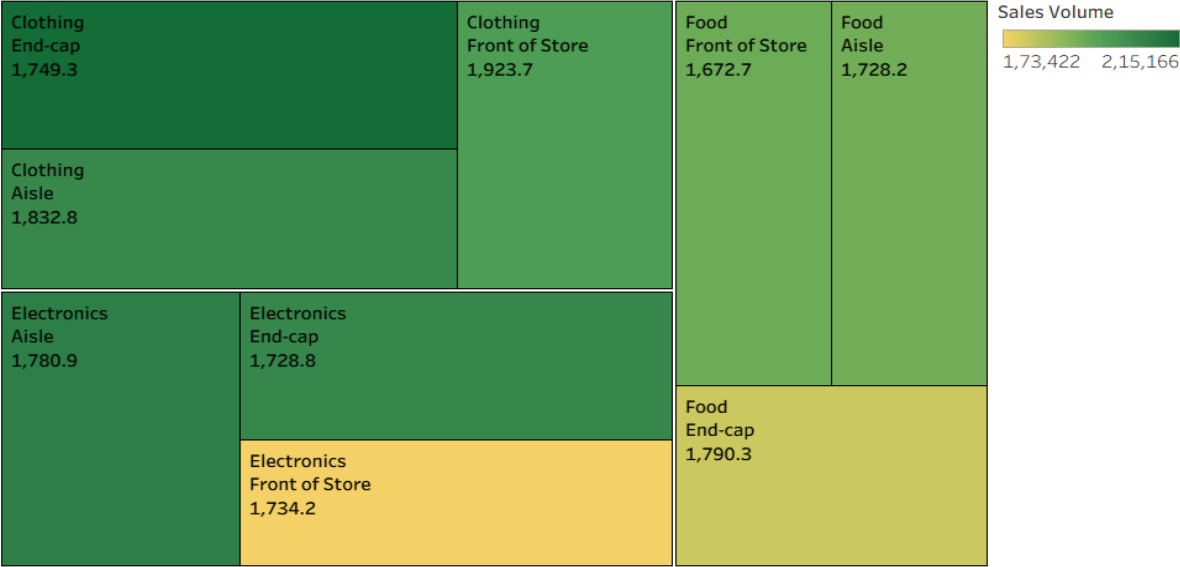 Clothing
End-cap
1,749.3
Clothing
Front of Store
1,923.7
Food
Front of Store
1,672.7
Food
Aisle
1,728.2
Sales Volume
1,73,422 2,15,166
Clothing
Aisle
1,832.8
Electronics
Aisle
1,780.9
Electronics
End-cap
1,728.8
Food
End-cap
1,790.3
Electronics
Front of Store
1,734.2